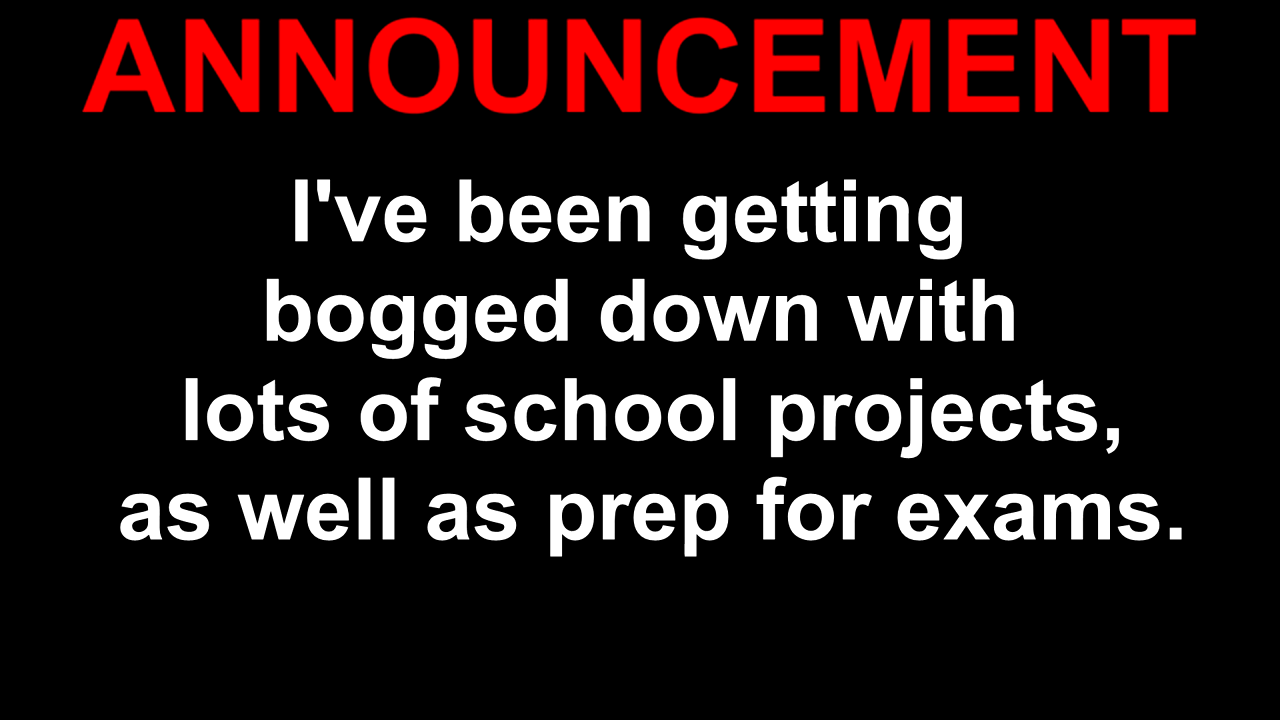 ANNOUNCEMENT
I've been getting
bogged down with
lots of school projects,
as well as prep for exams.